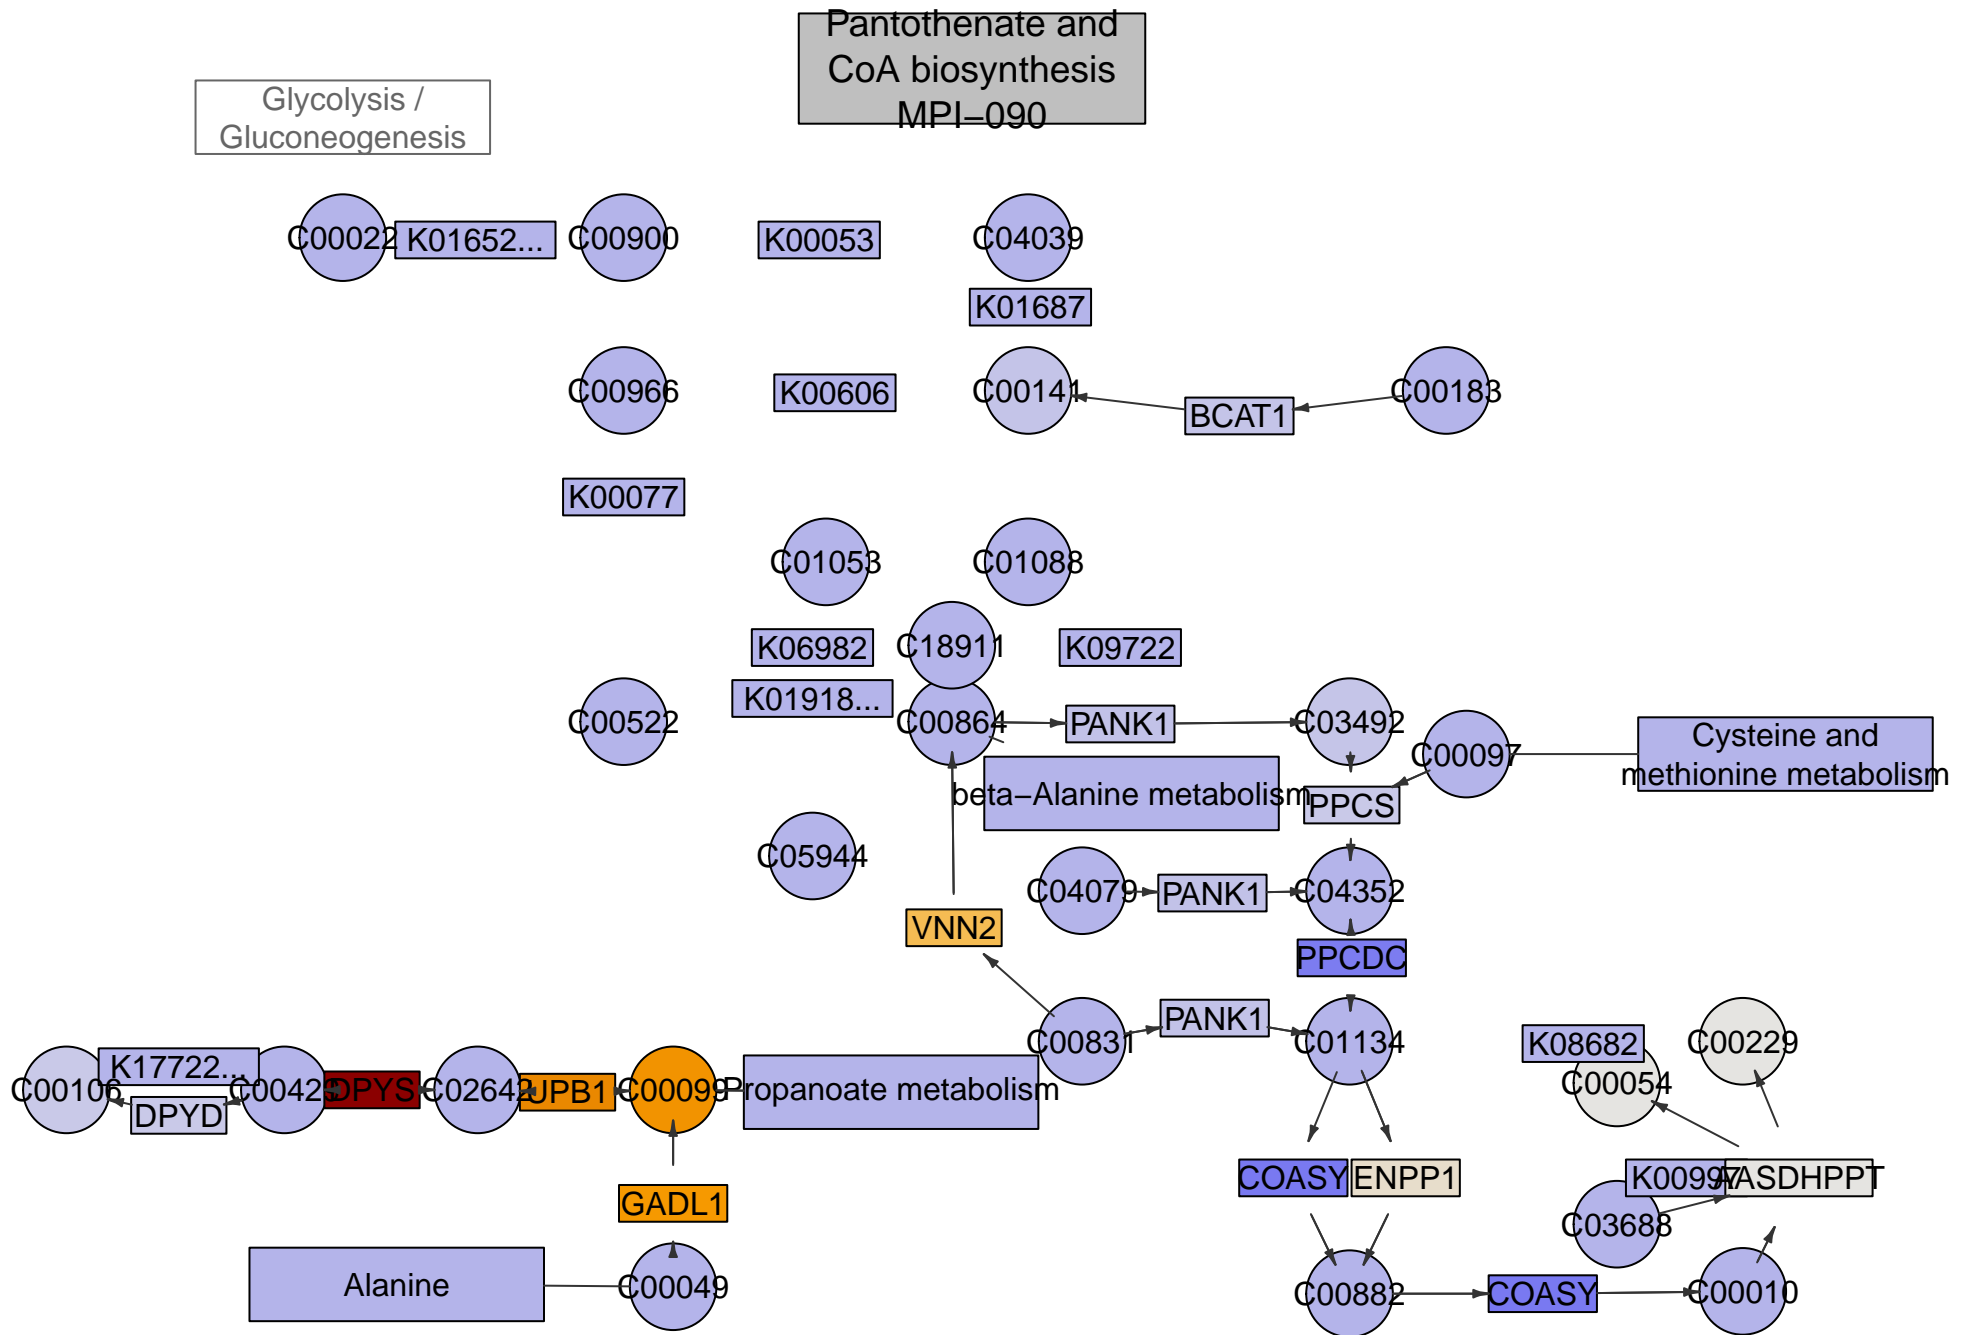 Pantothenate and
CoA biosynthesis
MPI−090
Glycolysis /
Gluconeogenesis
C00022
K01652...
C00900
K00053
C04039
K01687
C00966
K00606
C00141
BCAT1
C00183
K00077
C01053
C01088
K06982
C18911
K09722
K01918...
C00522
C00864
PANK1
C03492
C00097
Cysteine and
methionine metabolism
beta−Alanine metabolism
PPCS
C05944
C04079
PANK1
C04352
VNN2
PPCDC
C00831
PANK1
C01134
K08682
C00229
C00054
K17722...
C00106
DPYD
DPYS
C02642
UPB1
C00099
Propanoate metabolism
COASY
ENPP1
K00997
AASDHPPT
GADL1
C03688
Alanine
C00049
C00882
COASY
C00010